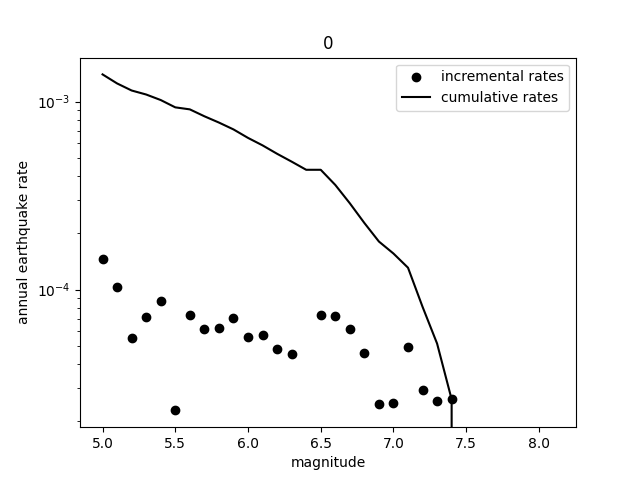 0
incremental rates
cumulative rates
annual earthquake rate
10⁻³
10⁻⁴
5.0 5.5 6.0 6.5 7.0 7.5 8.0
magnitude